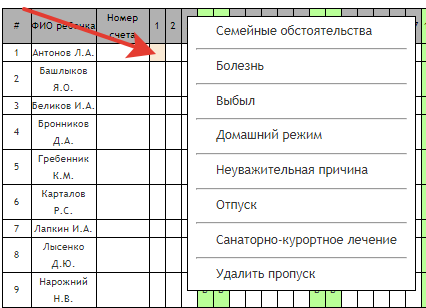 # ФИО ребенка Номер счета 1 2
1 Антонов Л.А.
2 Башлыков Я.О.
3 Беликов И.А.
4 Бронников Д.А.
5 Гребенник К.М.
6 Карталов Р.С.
7 Лапкин И.А.
8 Лысенко Д.Ю.
9 Нарожний Н.В.
Семейные обстоятельства
Болезнь
Выбыл
Домашний режим
Неуважительная причина
Отпуск
Санаторно-курортное лечение
Удалить пропуск